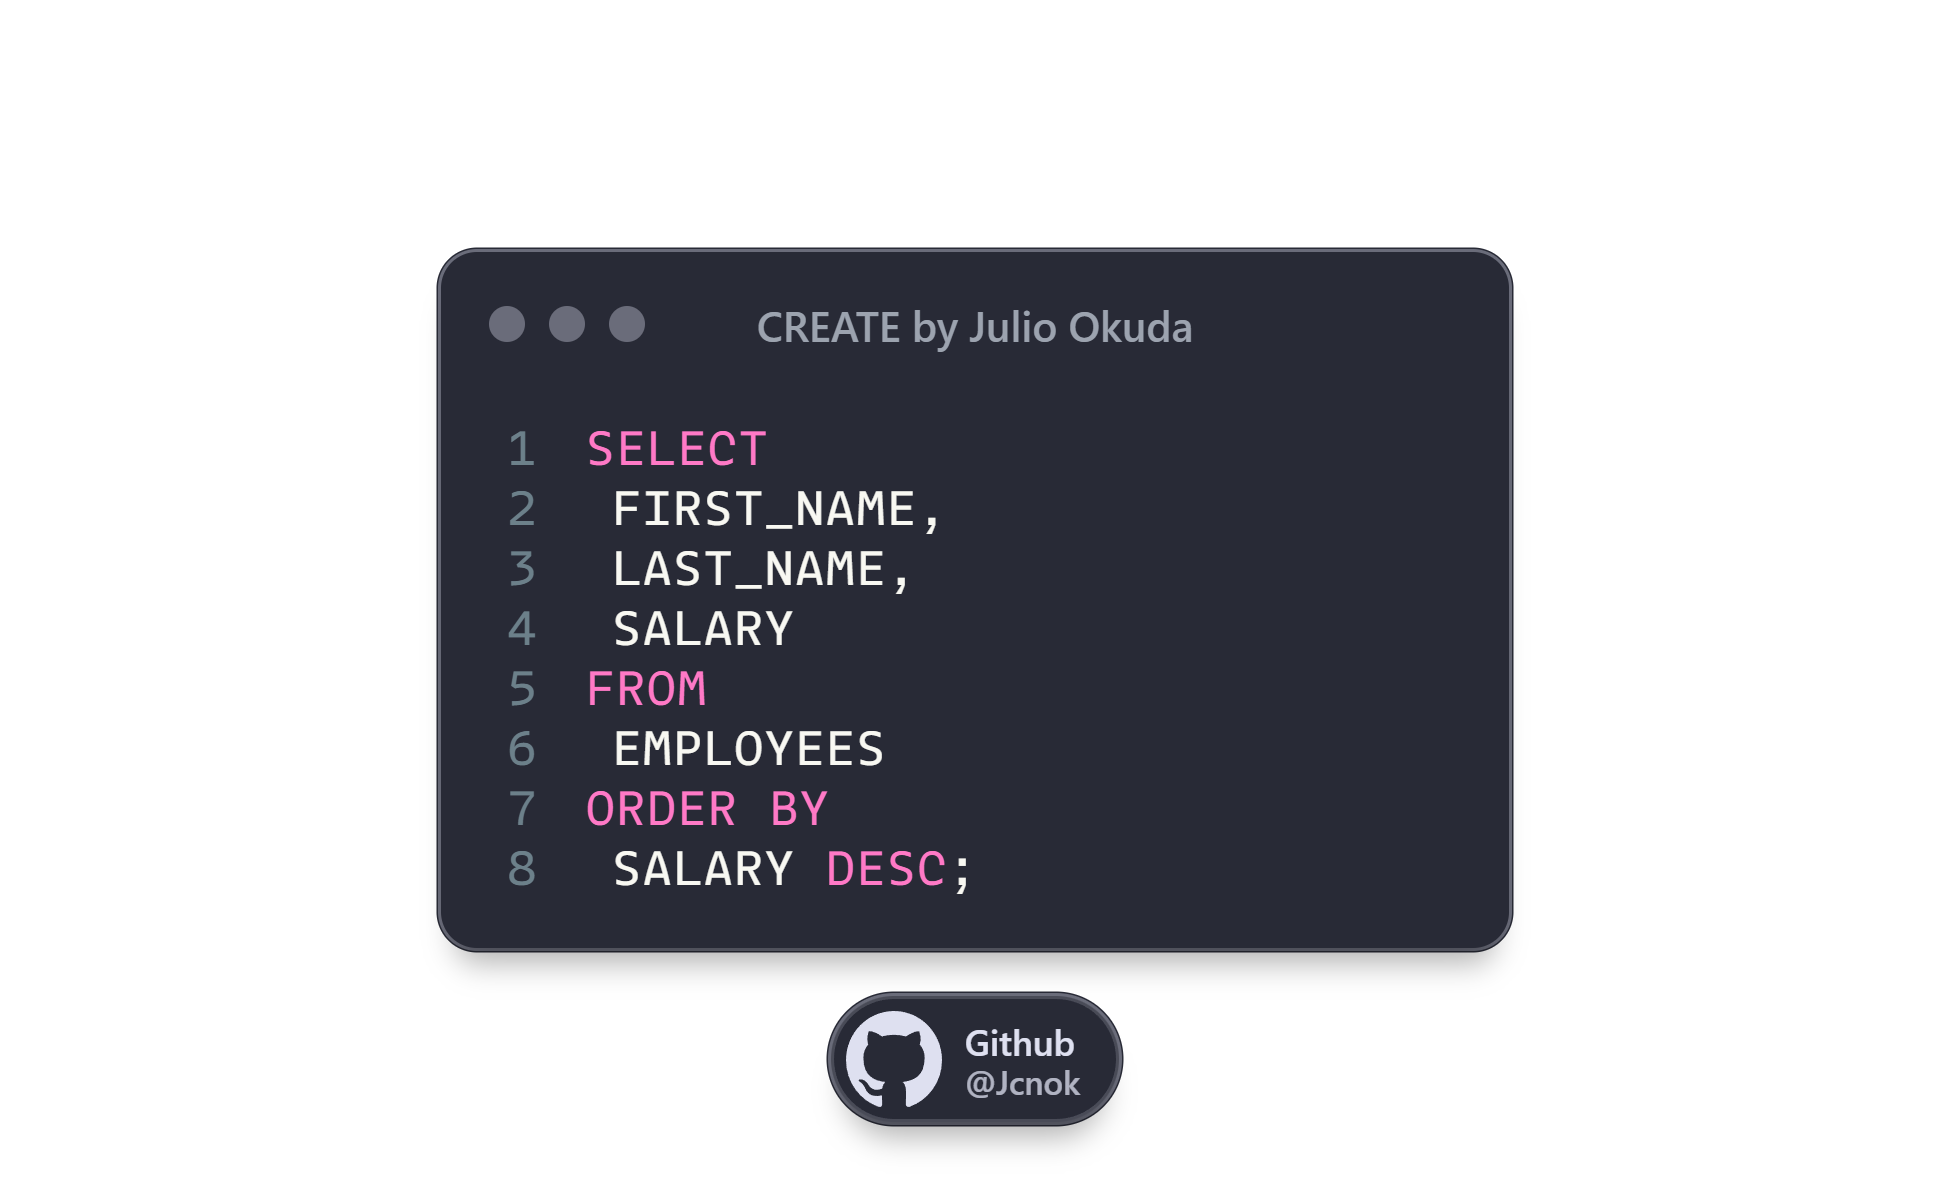 CREATE by Julio Okuda
1 SELECT
2 FIRST_NAME,
3 LAST_NAME,
4 SALARY
5 FROM
6 EMPLOYEES
7 ORDER BY
8 SALARY DESC;
Github
@Jcnok